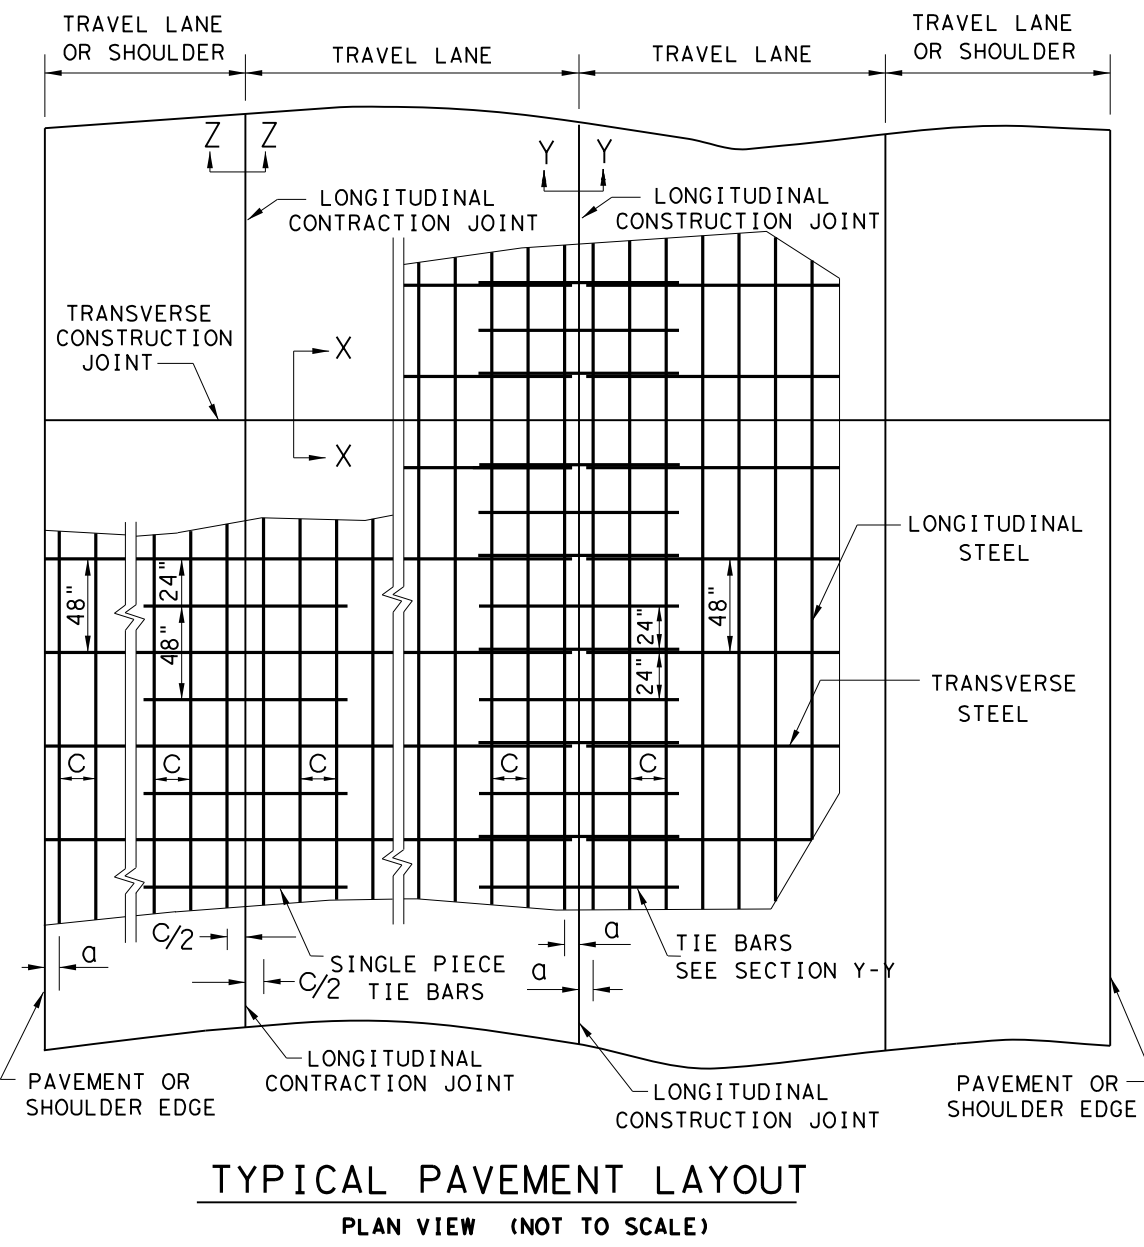 TRAVEL LANE
OR SHOULDER
TRAVEL LANE
TRAVEL LANE
TRAVEL LANE
OR SHOULDER
Z
Z
Y
Y
LONGITUDINAL
CONTRACTION JOINT
LONGITUDINAL
CONSTRUCTION JOINT
TRANSVERSE
CONSTRUCTION
JOINT
X
X
LONGITUDINAL
STEEL
48"
24"
48"
24"
24"
48"
TRANSVERSE
STEEL
C
C
C
C
C
C/2
a
a
a
C/2
SINGLE PIECE
TIE BARS
TIE BARS
SEE SECTION Y-Y
LONGITUDINAL
CONTRACTION JOINT
PAVEMENT OR
SHOULDER EDGE
LONGITUDINAL
CONSTRUCTION JOINT
PAVEMENT OR
SHOULDER EDGE
TYPICAL PAVEMENT LAYOUT
PLAN VIEW (NOT TO SCALE)